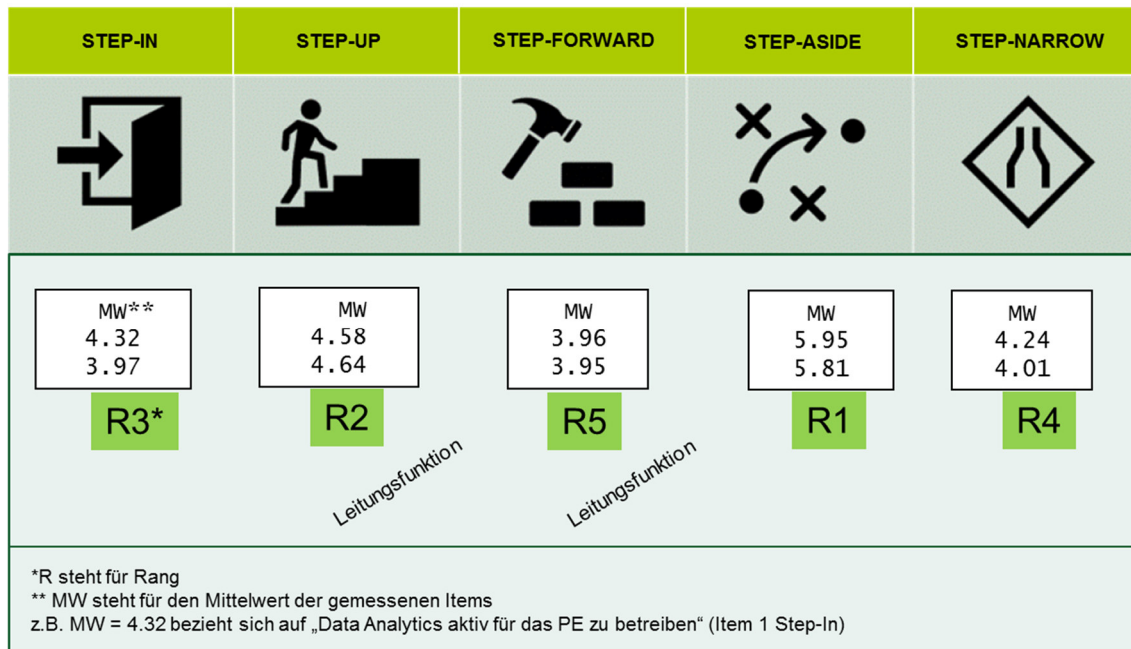 STEP-IN STEP-UP STEP-FORWARD STEP-ASIDE STEP-NARROW
MW** MW MW MW MW
4.32 4.58 3.96 5.95 4.24
3.97 4.64 3.95 5.81 4.01
R3* R2 R5 R1 R4
Leitungsfunktion Leitungsfunktion
*R steht für Rang
** MW steht für den Mittelwert der gemessenen Items
z.B. MW = 4.32 bezieht sich auf „Data Analytics aktiv für das PE zu betreiben“ (Item 1 Step-In)